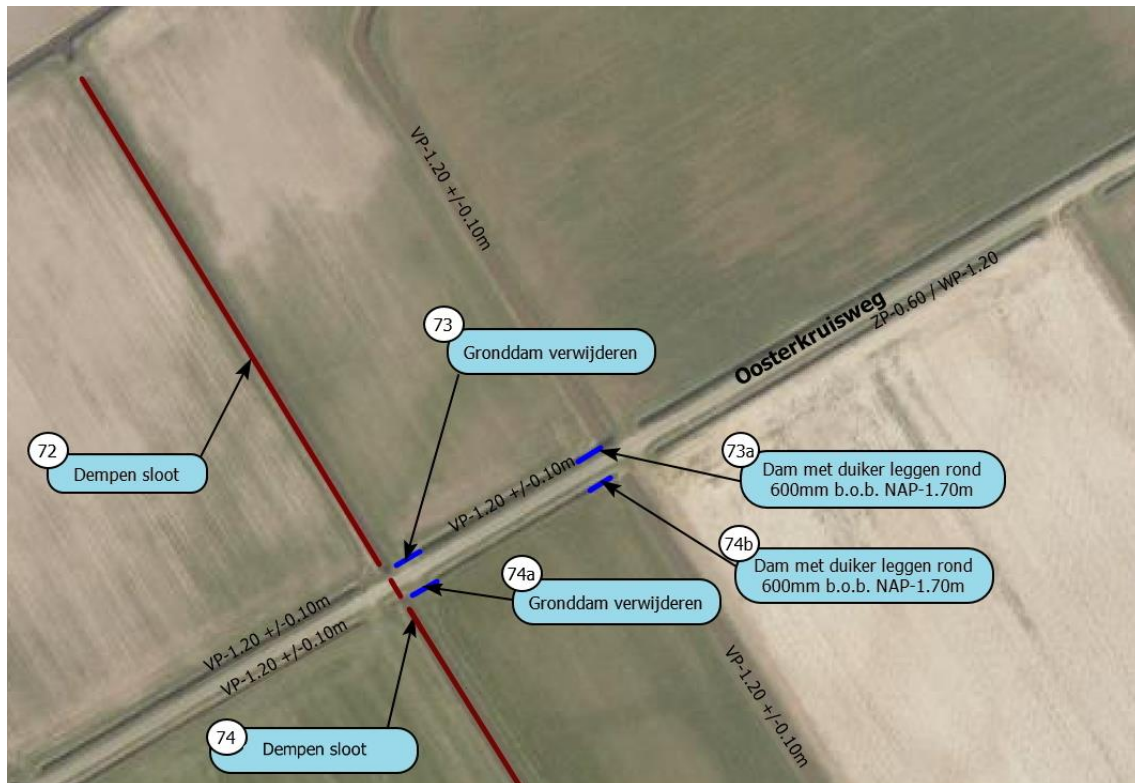 VP-1.20 +/-0.10m
73
Gronddam verwijderen
Oosterkruisweg
ZP-0.60 / WP-1.20
72
Dempen sloot
73a
Dam met duiker leggen rond
600mm b.o.b. NAP-1.70m
VP-1.20 +/-0.10m
74b
Dam met duiker leggen rond
600mm b.o.b. NAP-1.70m
74a
Gronddam verwijderen
VP-1.20 +/-0.10m
VP-1.20 +/-0.10m
VP-1.20 +/-0.10m
74
Dempen sloot